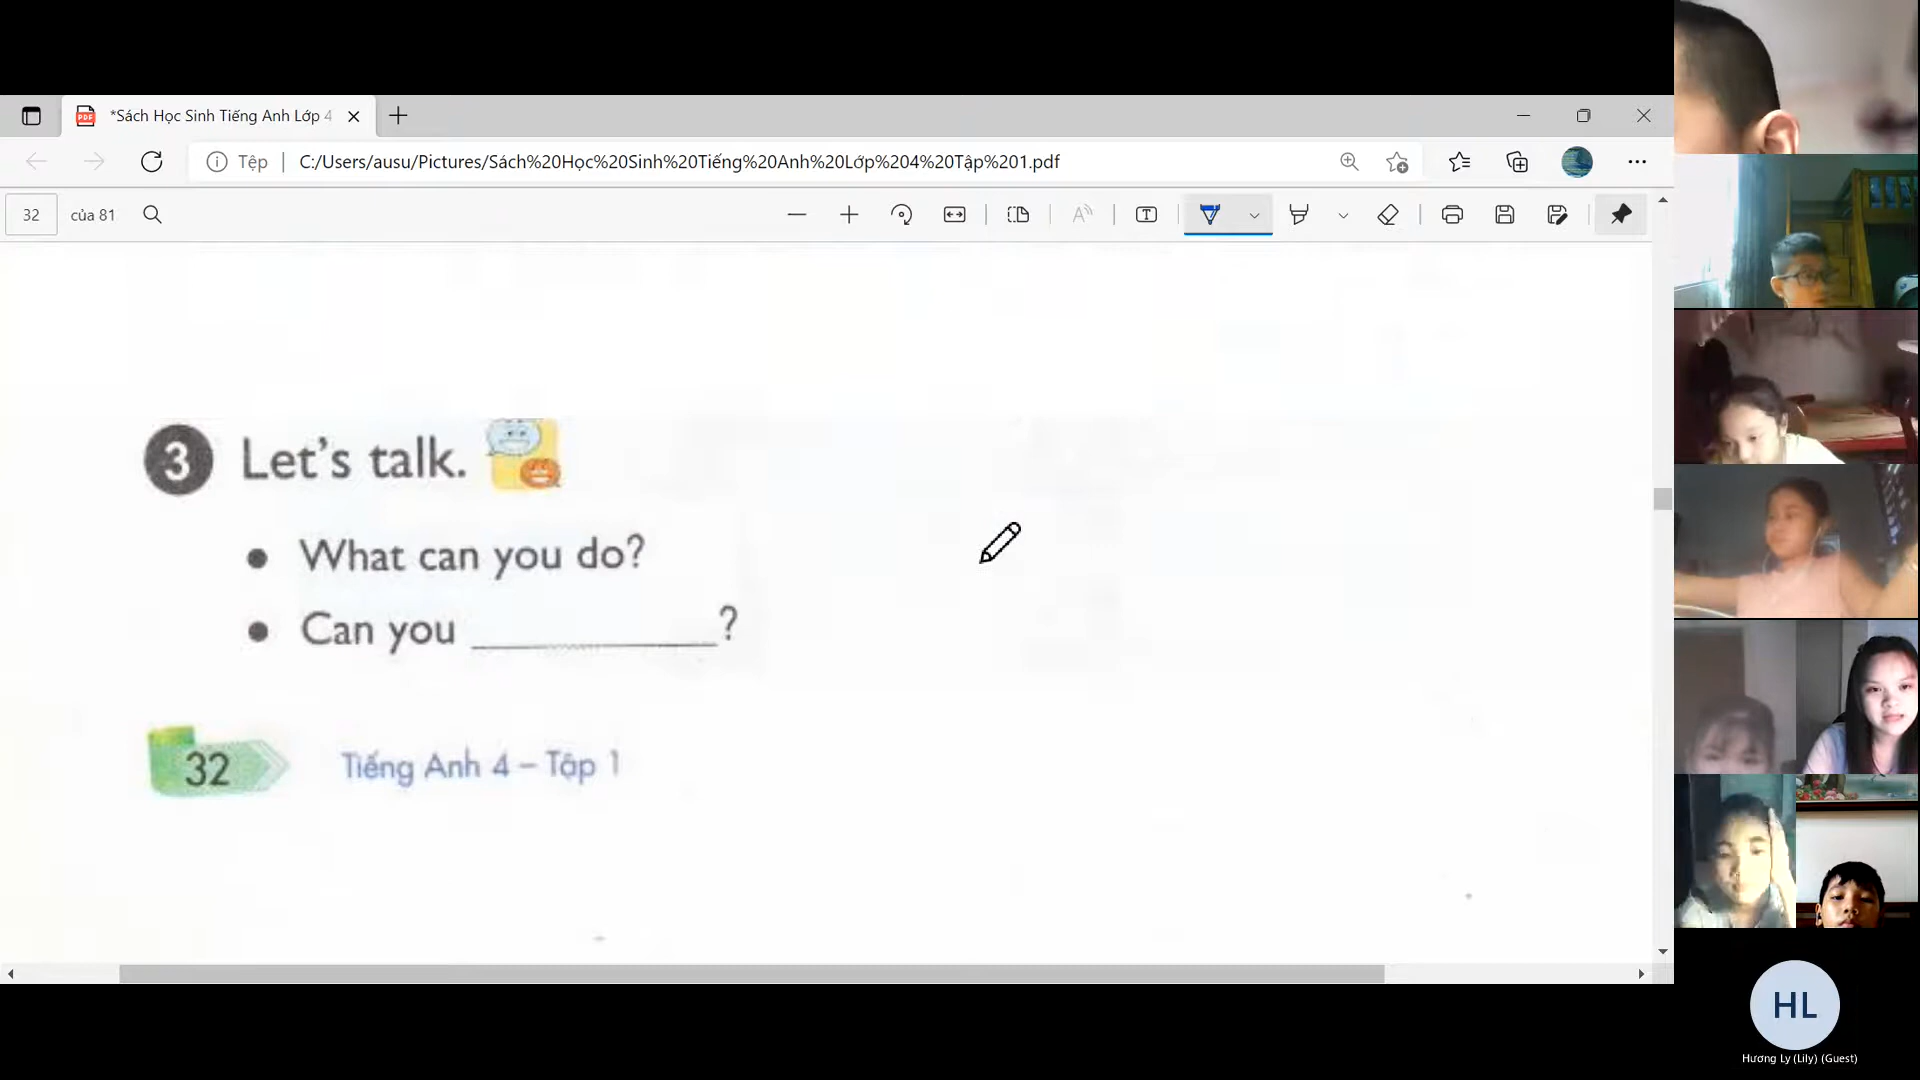 *Sách Học Sinh Tiếng Anh Lớp 4
Tệp
C:/Users/ausu/Pictures/Sách%20Học%20Sinh%20Tiếng%20Anh%20Lớp%204%20Tập%201.pdf
32 của 81
3 Let's talk.
• What can you do?
• Can you ___________?
32 Tiếng Anh 4 – Tập 1
HL
Hương Ly (Lily) (Guest)